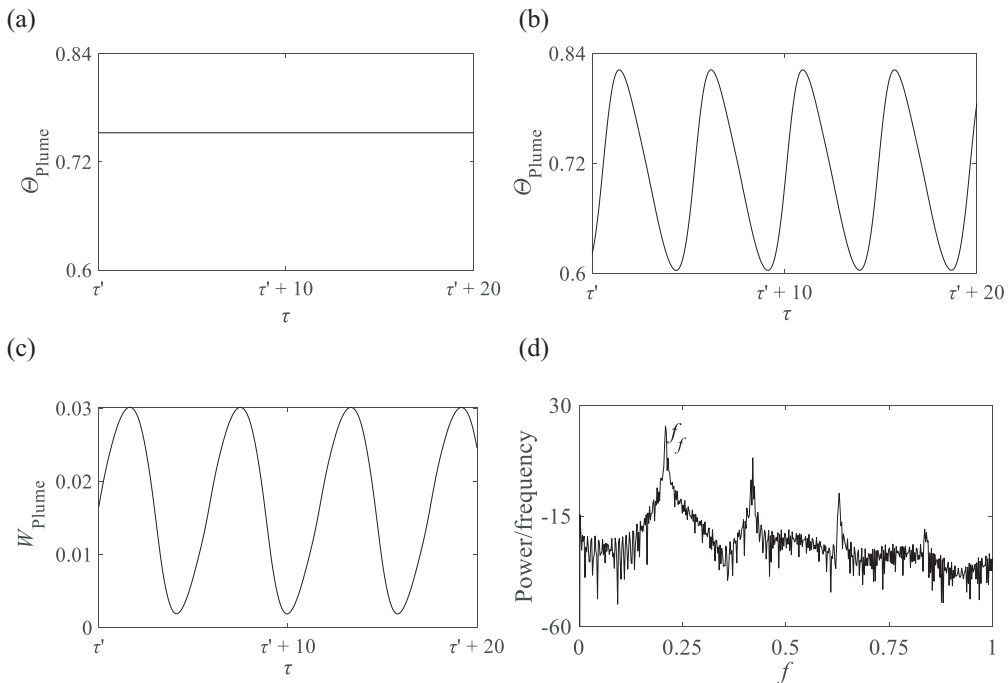 (a)
0.84
0.72
0.6
Θ_Plume
τ'
τ' + 10
τ' + 20
τ
(b)
0.84
0.72
0.6
Θ_Plume
τ'
τ' + 10
τ' + 20
τ
(c)
0.03
0.02
0.01
0
W_Plume
τ'
τ' + 10
τ' + 20
τ
(d)
30
-15
-60
Power/frequency
f_f
0
0.25
0.5
0.75
1
f